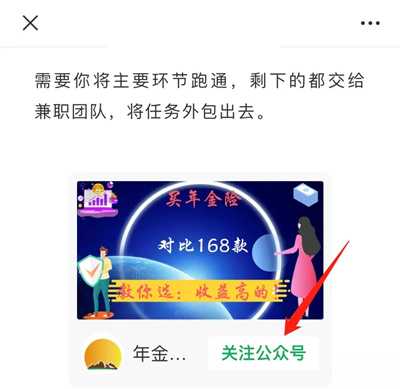 需要你将主要环节跑通，剩下的都交给
兼职团队，将任务外包出去。
买年金险
对比168款
教你选：收益高的！
年金...
关注公众号